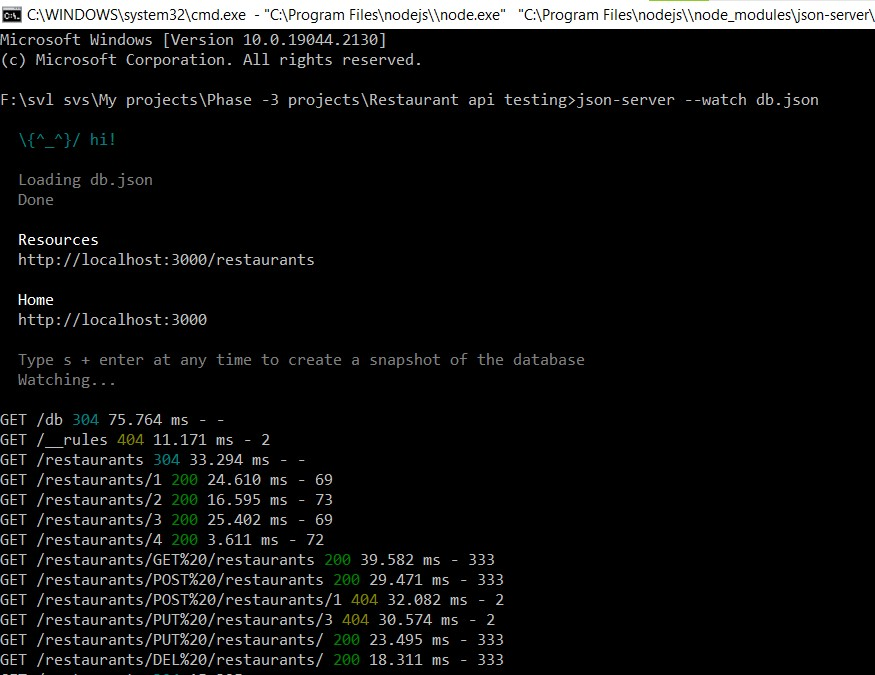 C:\WINDOWS\system32\cmd.exe - "C:\Program Files\nodejs\\node.exe" "C:\Program Files\nodejs\\node_modules\json-server\
Microsoft Windows [Version 10.0.19044.2130]
(c) Microsoft Corporation. All rights reserved.
F:\svl svs\My projects\Phase -3 projects\Restaurant api testing>json-server --watch db.json
\{^_^}/ hi!
Loading db.json
Done
Resources
http://localhost:3000/restaurants
Home
http://localhost:3000
Type s + enter at any time to create a snapshot of the database
Watching...
GET /db 304 75.764 ms - -
GET /__rules 404 11.171 ms - 2
GET /restaurants 304 33.294 ms - -
GET /restaurants/1 200 24.610 ms - 69
GET /restaurants/2 200 16.595 ms - 73
GET /restaurants/3 200 25.402 ms - 69
GET /restaurants/4 200 3.611 ms - 72
GET /restaurants/GET%20/restaurants 200 39.582 ms - 333
GET /restaurants/POST%20/restaurants 200 29.471 ms - 333
GET /restaurants/POST%20/restaurants/1 404 32.082 ms - 2
GET /restaurants/PUT%20/restaurants/3 404 30.574 ms - 2
GET /restaurants/PUT%20/restaurants/ 200 23.495 ms - 333
GET /restaurants/DEL%20/restaurants/ 200 18.311 ms - 333